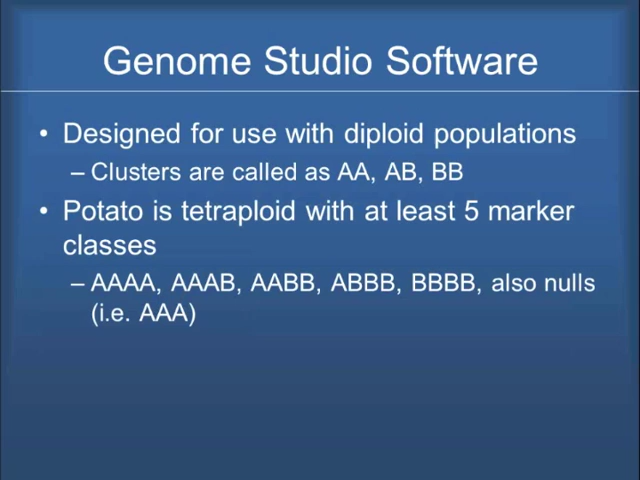 Genome Studio Software
• Designed for use with diploid populations
– Clusters are called as AA, AB, BB
• Potato is tetraploid with at least 5 marker
classes
– AAAA, AAAB, AABB, ABBB, BBBB, also nulls
(i.e. AAA)